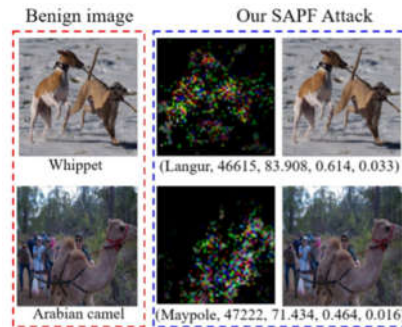 Benign image
Our SAPF Attack
Whippet
(Langur, 46615, 83.908, 0.614, 0.033)
Arabian camel
(Maypole, 47222, 71.434, 0.464, 0.016)